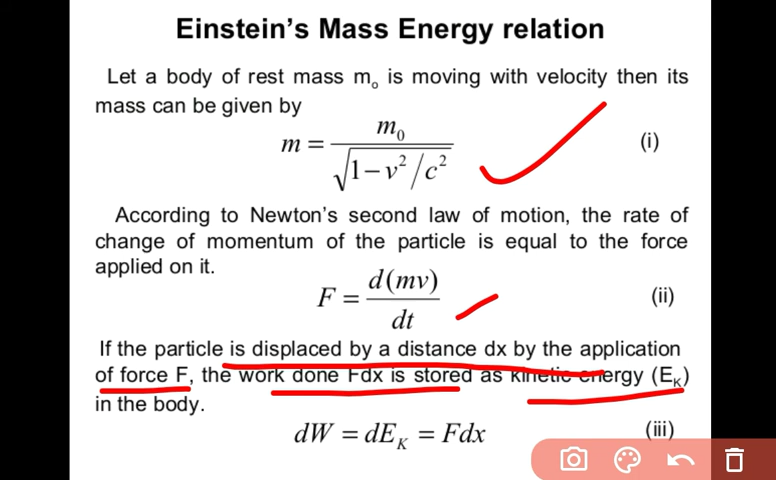 Einstein's Mass Energy relation
Let a body of rest mass m₀ is moving with velocity then its
mass can be given by
m = m₀ / √(1 − v²/c²) (i)
According to Newton's second law of motion, the rate of
change of momentum of the particle is equal to the force
applied on it.
F = d(mv) / dt (ii)
If the particle is displaced by a distance dx by the application
of force F, the work done Fdx is stored as kinetic energy (E_K)
in the body.
dW = dE_K = Fdx (iii)